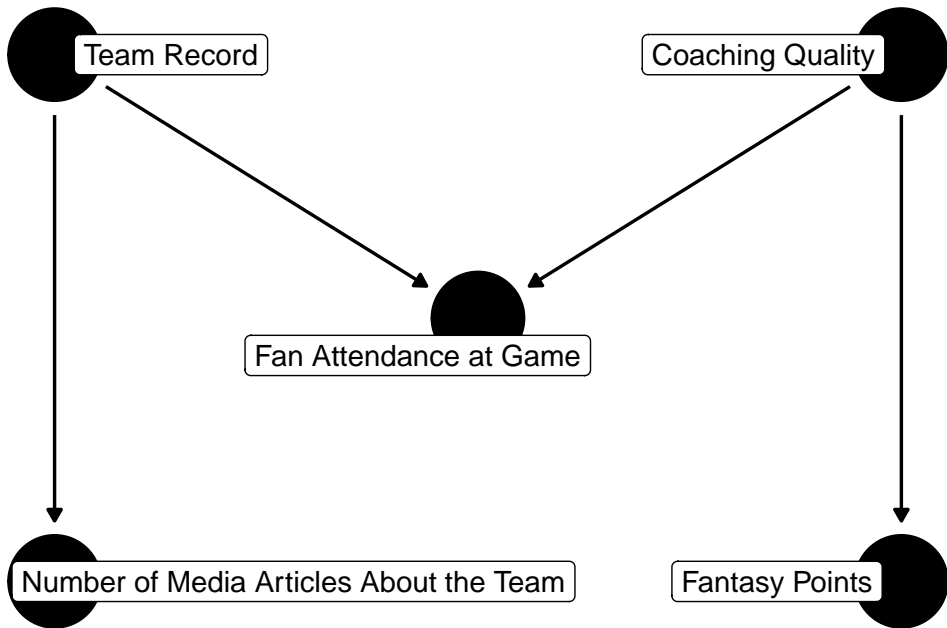 Team Record
Coaching Quality
Fan Attendance at Game
Number of Media Articles About the Team
Fantasy Points